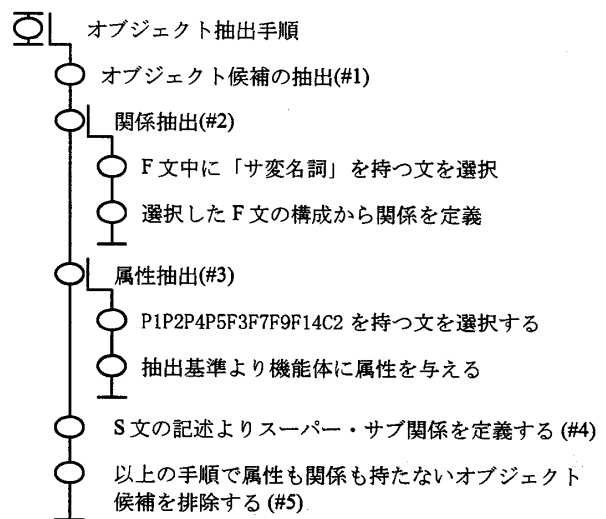 オブジェクト抽出手順
オブジェクト候補の抽出(#1)
関係抽出(#2)
F文中に「サ変名詞」を持つ文を選択
選択したF文の構成から関係を定義
属性抽出(#3)
P1P2P4P5F3F7F9F14C2を持つ文を選択する
抽出基準より機能体に属性を与える
S文の記述よりスーパー・サブ関係を定義する(#4)
以上の手順で属性も関係も持たないオブジェクト
候補を排除する(#5)